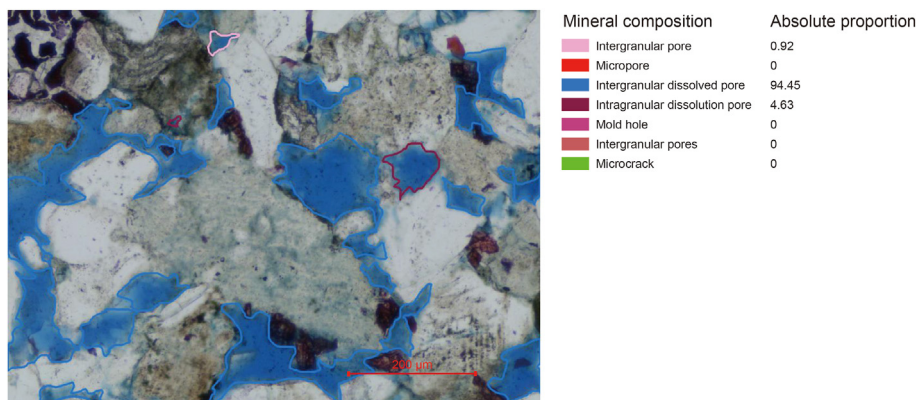 Mineral composition Absolute proportion
Intergranular pore 0.92
Micropore 0
Intergranular dissolved pore 94.45
Intragranular dissolution pore 4.63
Mold hole 0
Intergranular pores 0
Microcrack 0
200 μm